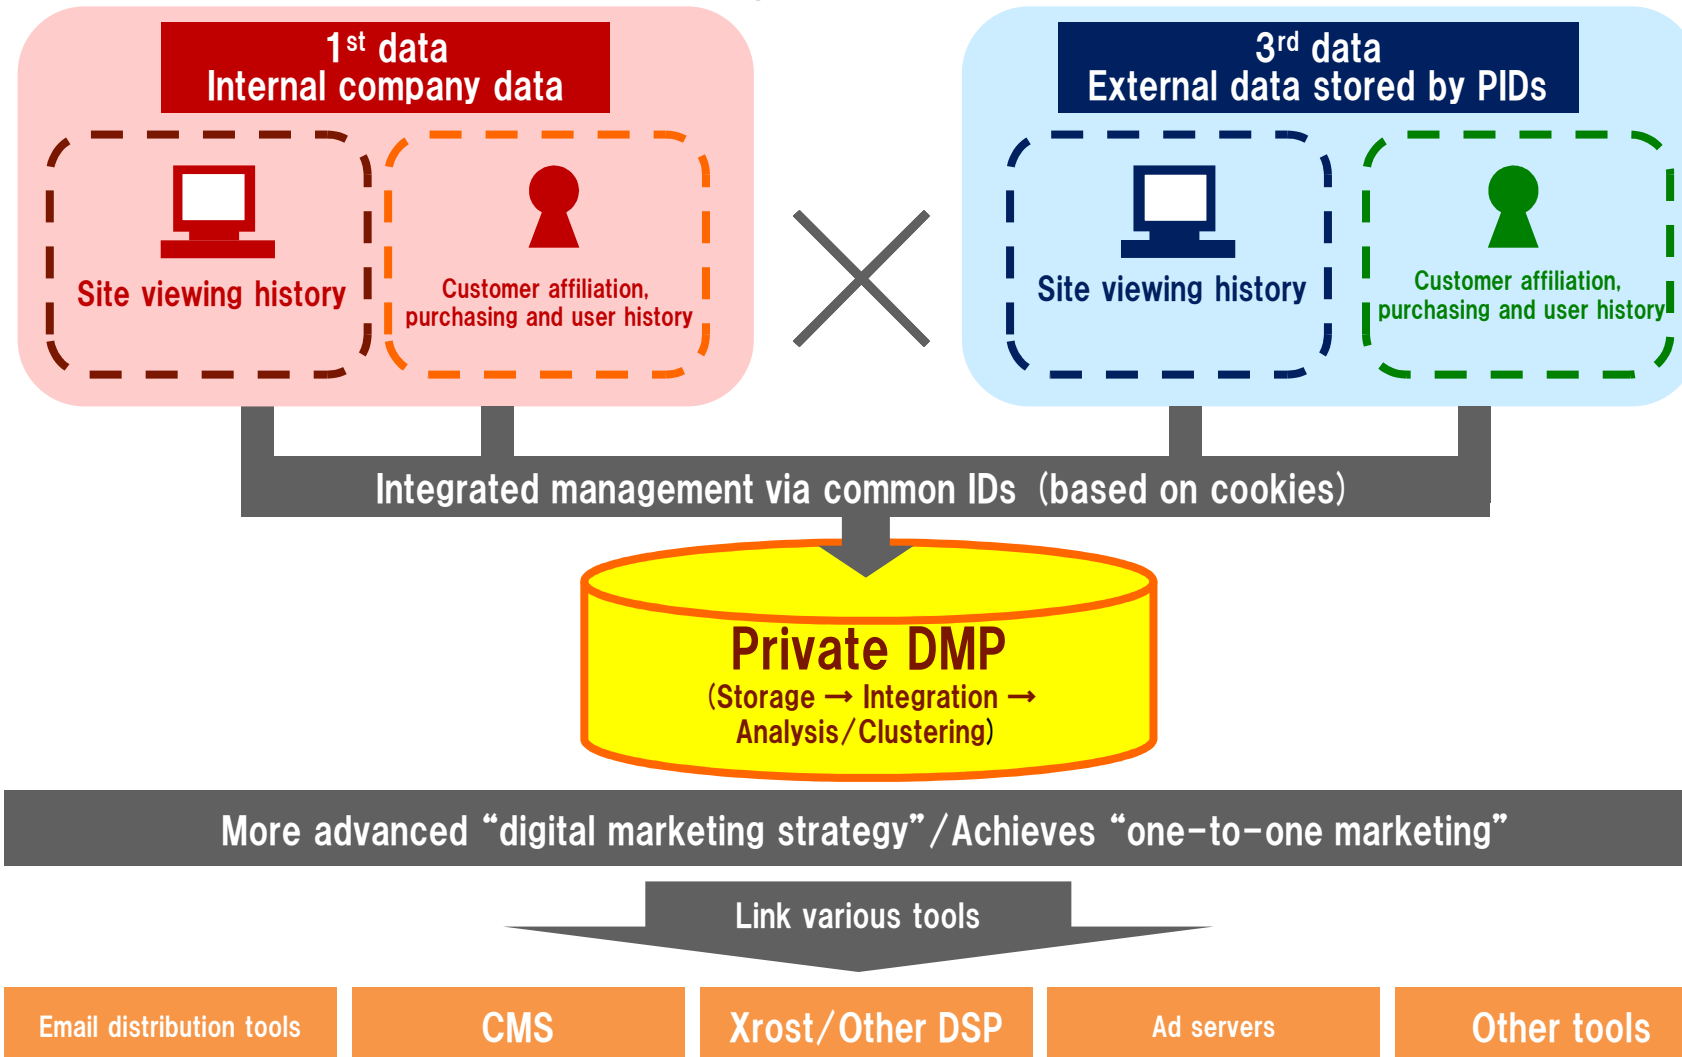 1st data
Internal company data
3rd data
External data stored by PIDs
Site viewing history
Customer affiliation,
purchasing and user history
Site viewing history
Customer affiliation,
purchasing and user history
Integrated management via common IDs (based on cookies)
Private DMP
(Storage → Integration →
Analysis/Clustering)
More advanced “digital marketing strategy”/Achieves “one-to-one marketing”
Link various tools
Email distribution tools
CMS
Xrost/Other DSP
Ad servers
Other tools